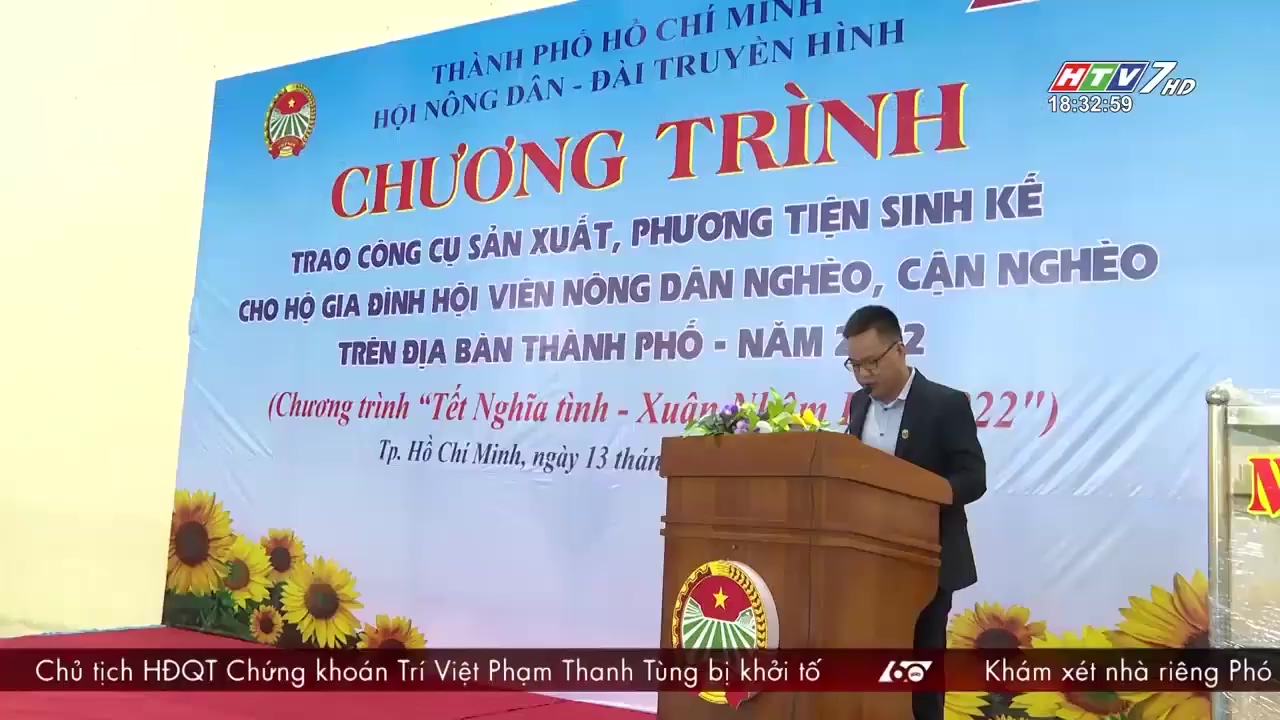 THÀNH PHỐ HỒ CHÍ MINH
HỘI NÔNG DÂN - ĐÀI TRUYỀN HÌNH
HTV7 HD
18:32:59
CHƯƠNG TRÌNH
TRAO CÔNG CỤ SẢN XUẤT, PHƯƠNG TIỆN SINH KẾ
CHO HỘ GIA ĐÌNH HỘI VIÊN NÔNG DÂN NGHÈO, CẬN NGHÈO
TRÊN ĐỊA BÀN THÀNH PHỐ - NĂM
(Chương trình “Tết Nghĩa tình - Xuân
Tp. Hồ Chí Minh, ngày 13
Chủ tịch HĐQT Chứng khoán Trí Việt Phạm Thanh Tùng bị khởi tố
60 Khám xét nhà riêng Phó